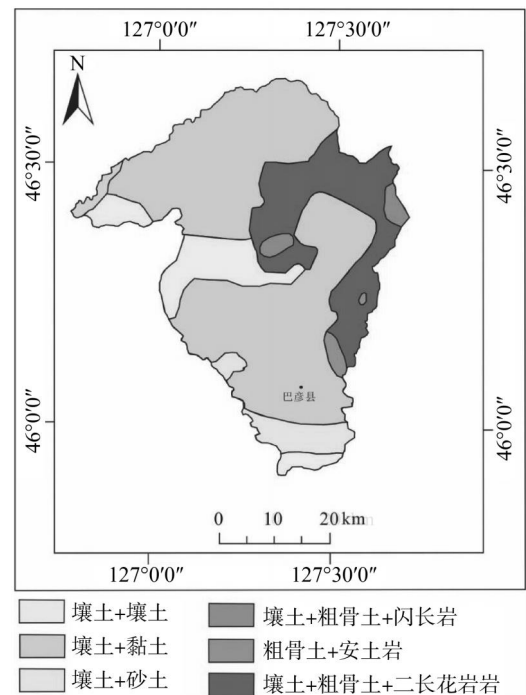 127°0′0″ 127°30′0″
N
46°30′0″ 46°30′0″
巴彦县
46°0′0″ 46°0′0″
0 10 20 km
127°0′0″ 127°30′0″
壤土+壤土 壤土+粗骨土+闪长岩
壤土+黏土 粗骨土+安土岩
壤土+砂土 壤土+粗骨土+二长花岩岩